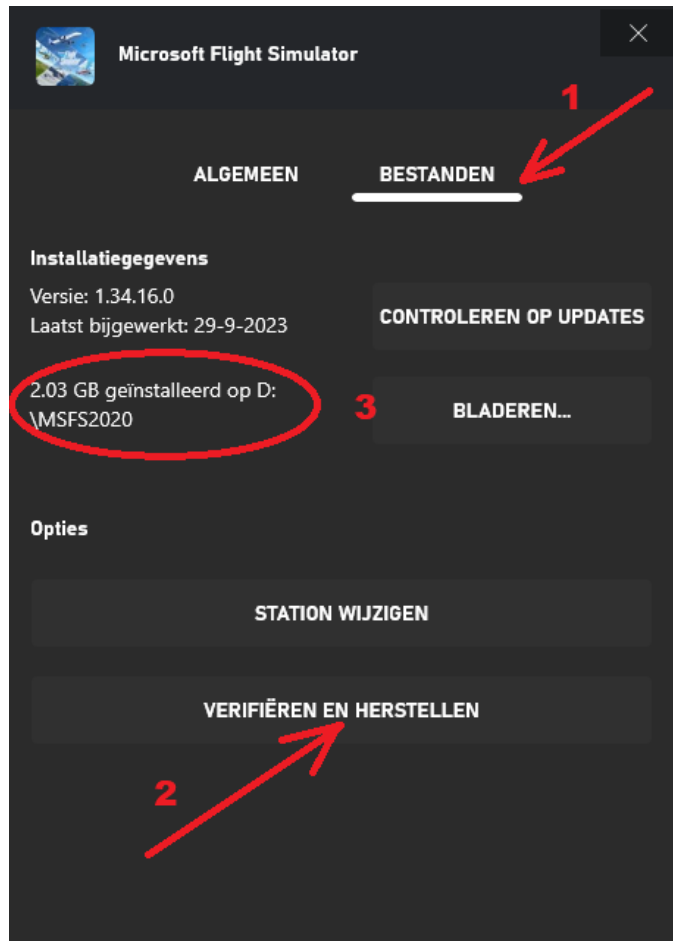 Microsoft Flight Simulator
1
ALGEMEEN BESTANDEN
Installatiegegevens
Versie: 1.34.16.0
Laatst bijgewerkt: 29-9-2023
CONTROLEREN OP UPDATES
2.03 GB geïnstalleerd op D:
\MSFS2020
3
BLADEREN...
Opties
STATION WIJZIGEN
VERIFIËREN EN HERSTELLEN
2